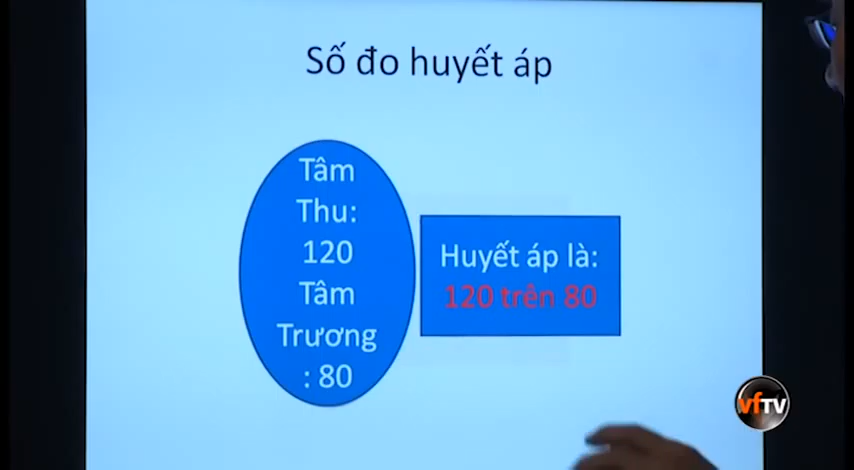 Số đo huyết áp
Tâm
Thu:
120
Tâm
Trương
: 80
Huyết áp là:
120 trên 80
vfTV